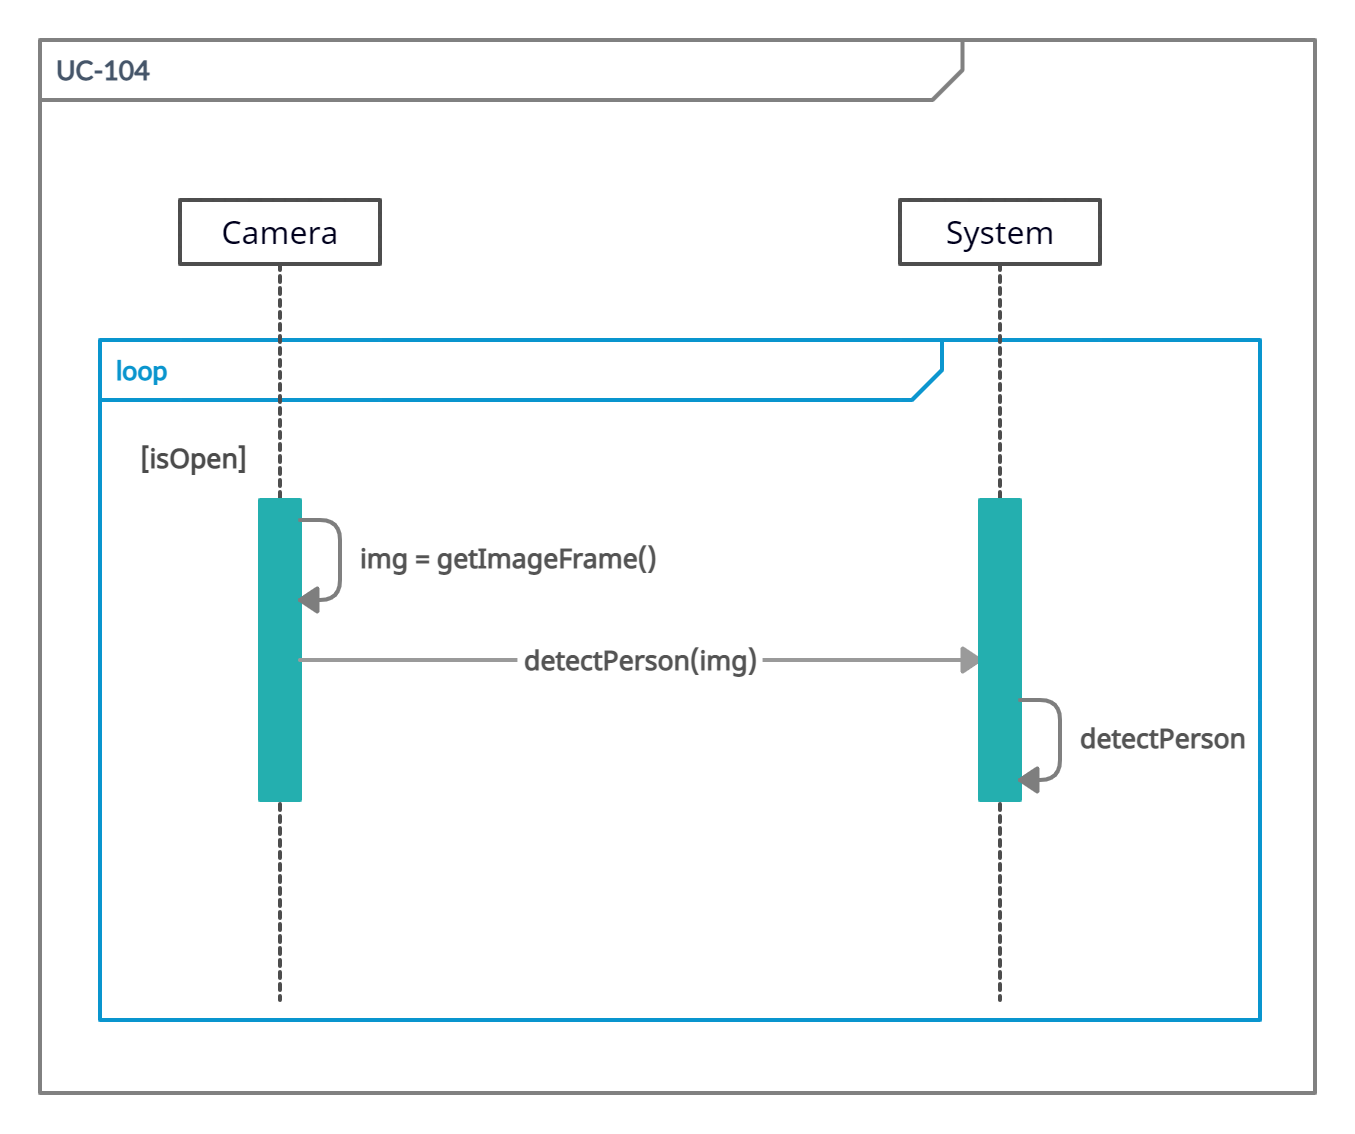 UC-104
Camera
System
loop
[isOpen]
img = getImageFrame()
detectPerson(img)
detectPerson